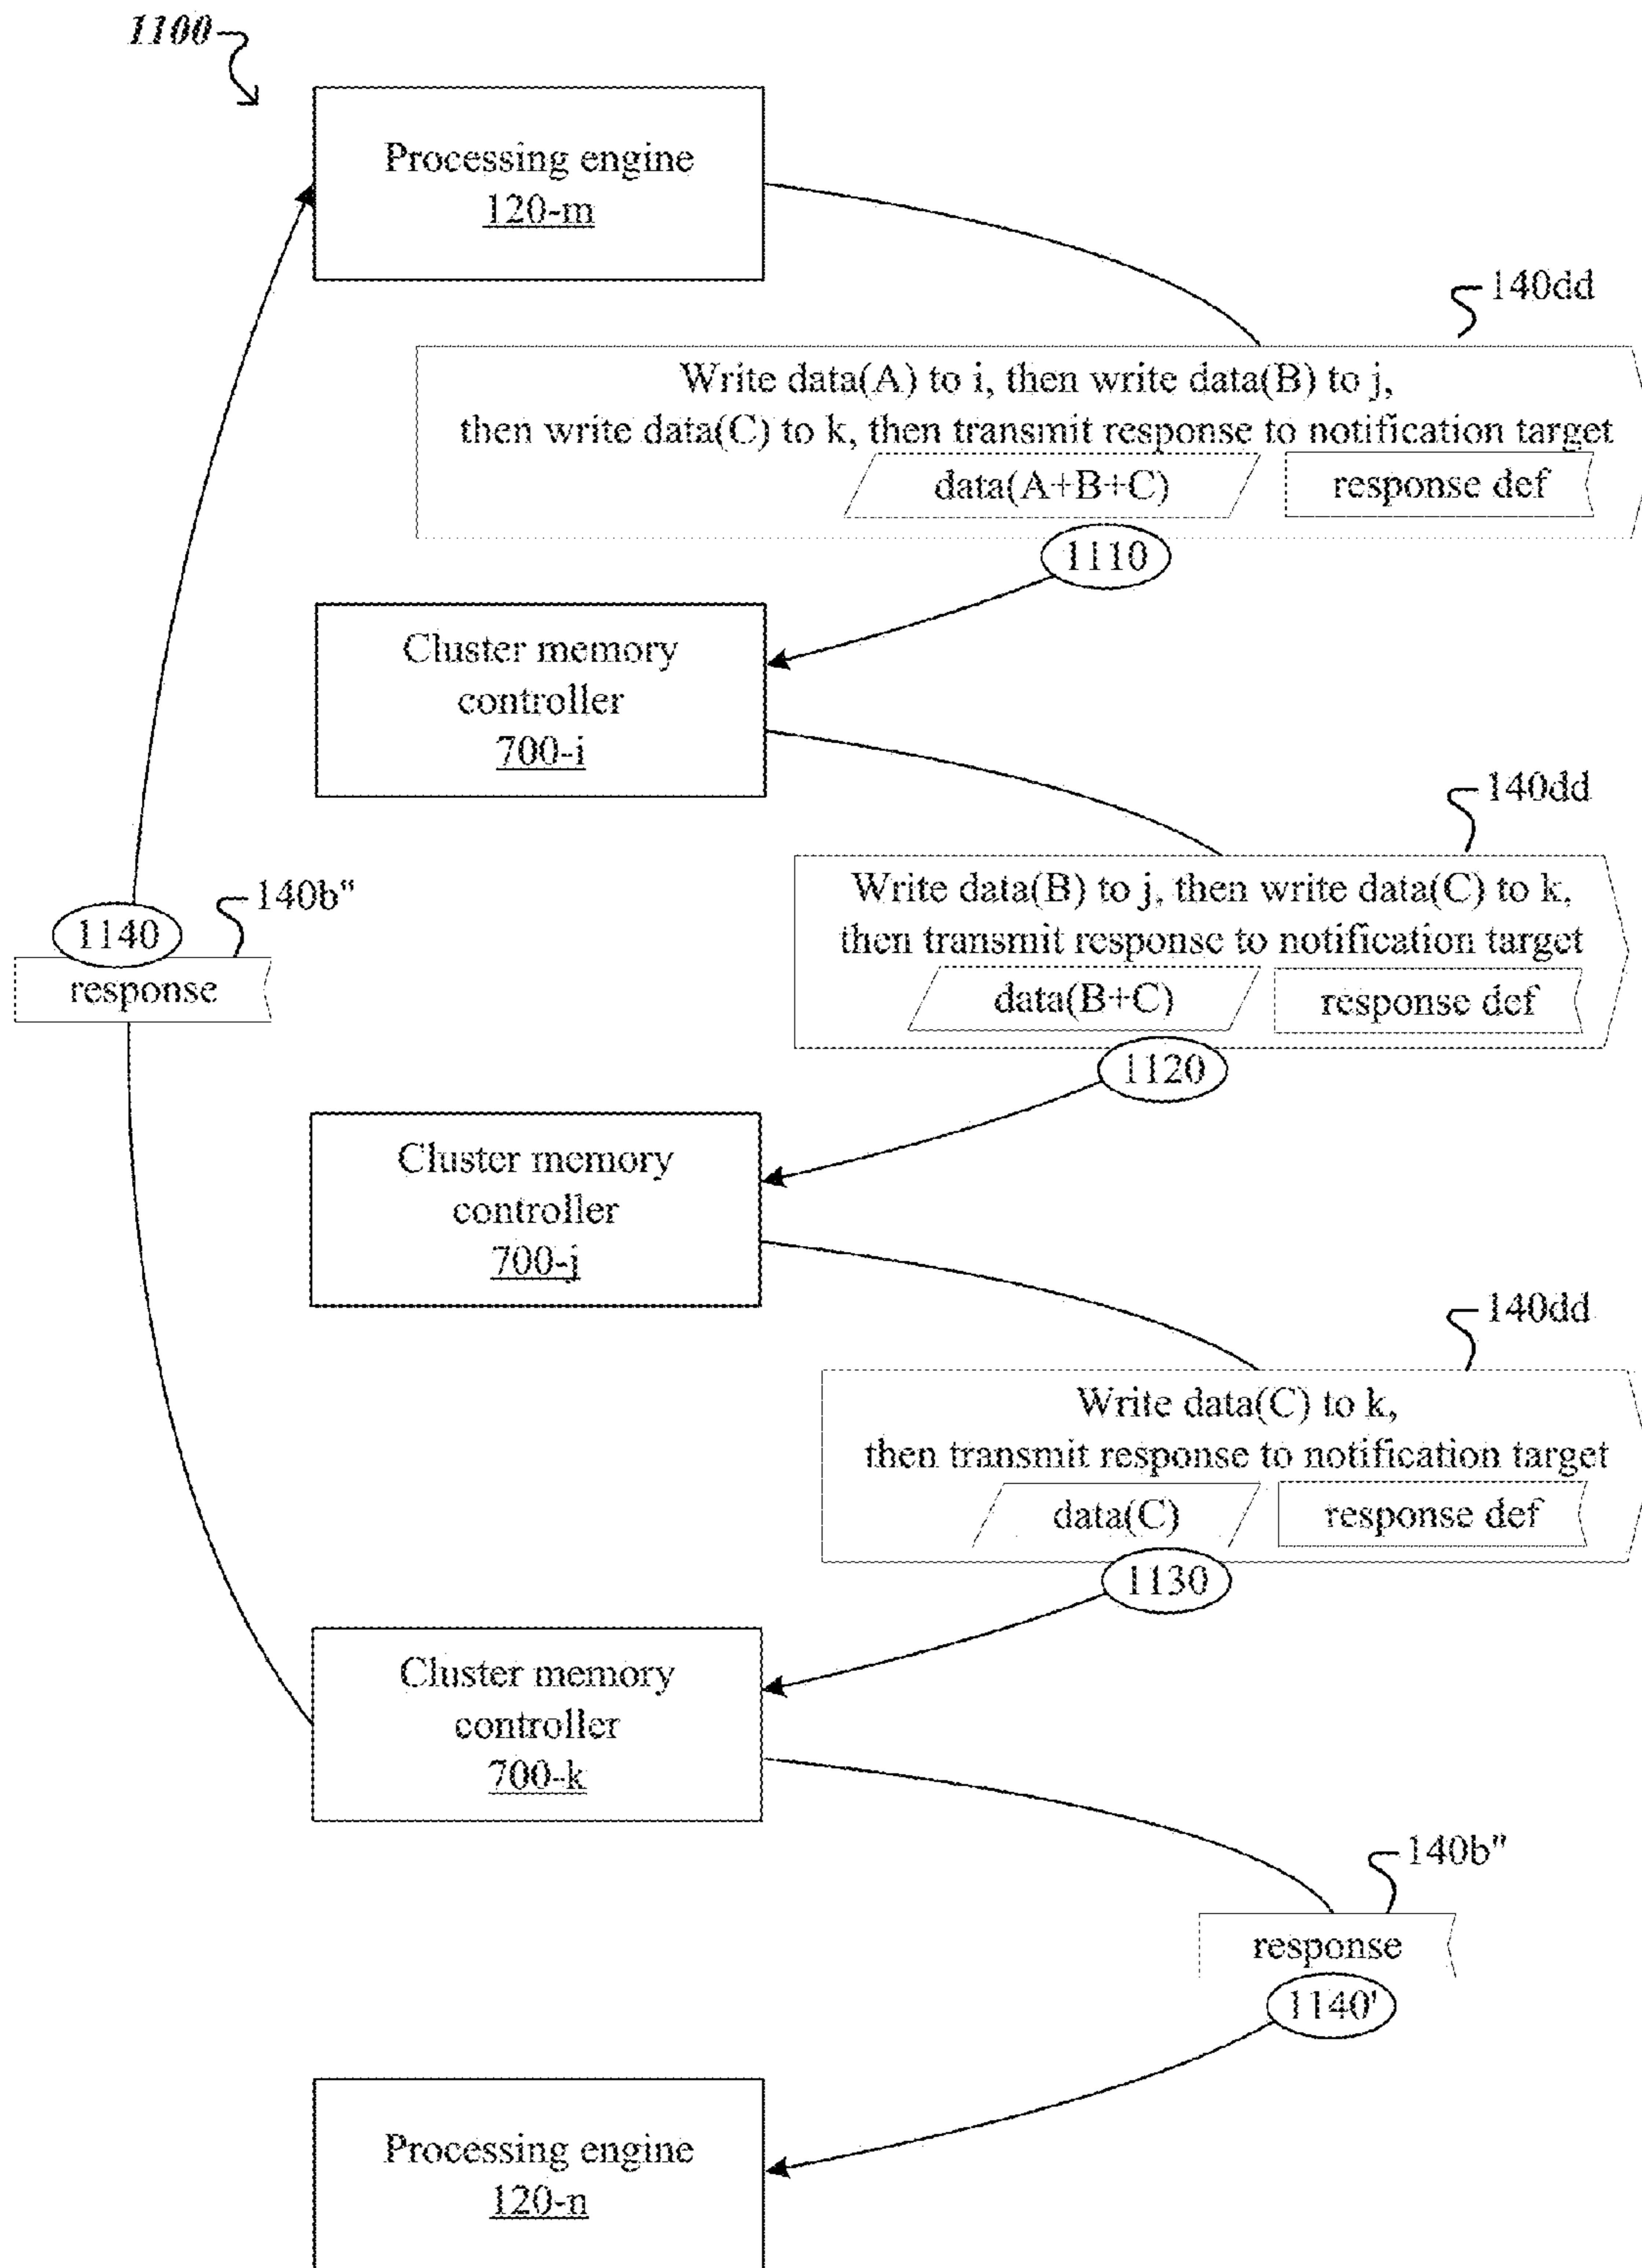 1100
Processing engine
120-m
140dd
Write data(A) to i, then write data(B) to j,
then write data(C) to k, then transmit response to notification target
data(A+B+C)
response def
1110
Cluster memory
controller
700-i
140dd
Write data(B) to j, then write data(C) to k,
then transmit response to notification target
data(B+C)
response def
1120
140b"
1140
response
Cluster memory
controller
700-j
140dd
Write data(C) to k,
then transmit response to notification target
data(C)
response def
1130
Cluster memory
controller
700-k
140b"
response
1140'
Processing engine
120-n